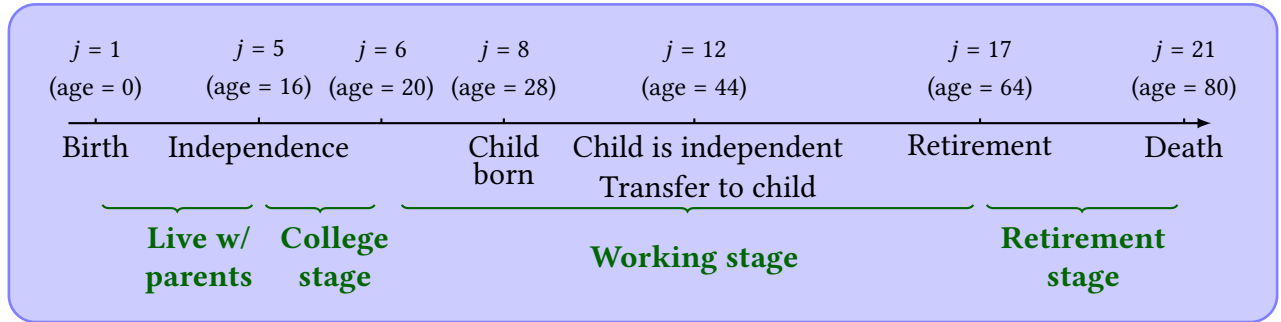 j = 1 j = 5 j = 6 j = 8 j = 12 j = 17 j = 21
(age = 0) (age = 16) (age = 20) (age = 28) (age = 44) (age = 64) (age = 80)
Birth Independence Child Child is independent Retirement Death
born Transfer to child
Live w/ College Working stage Retirement
parents stage stage